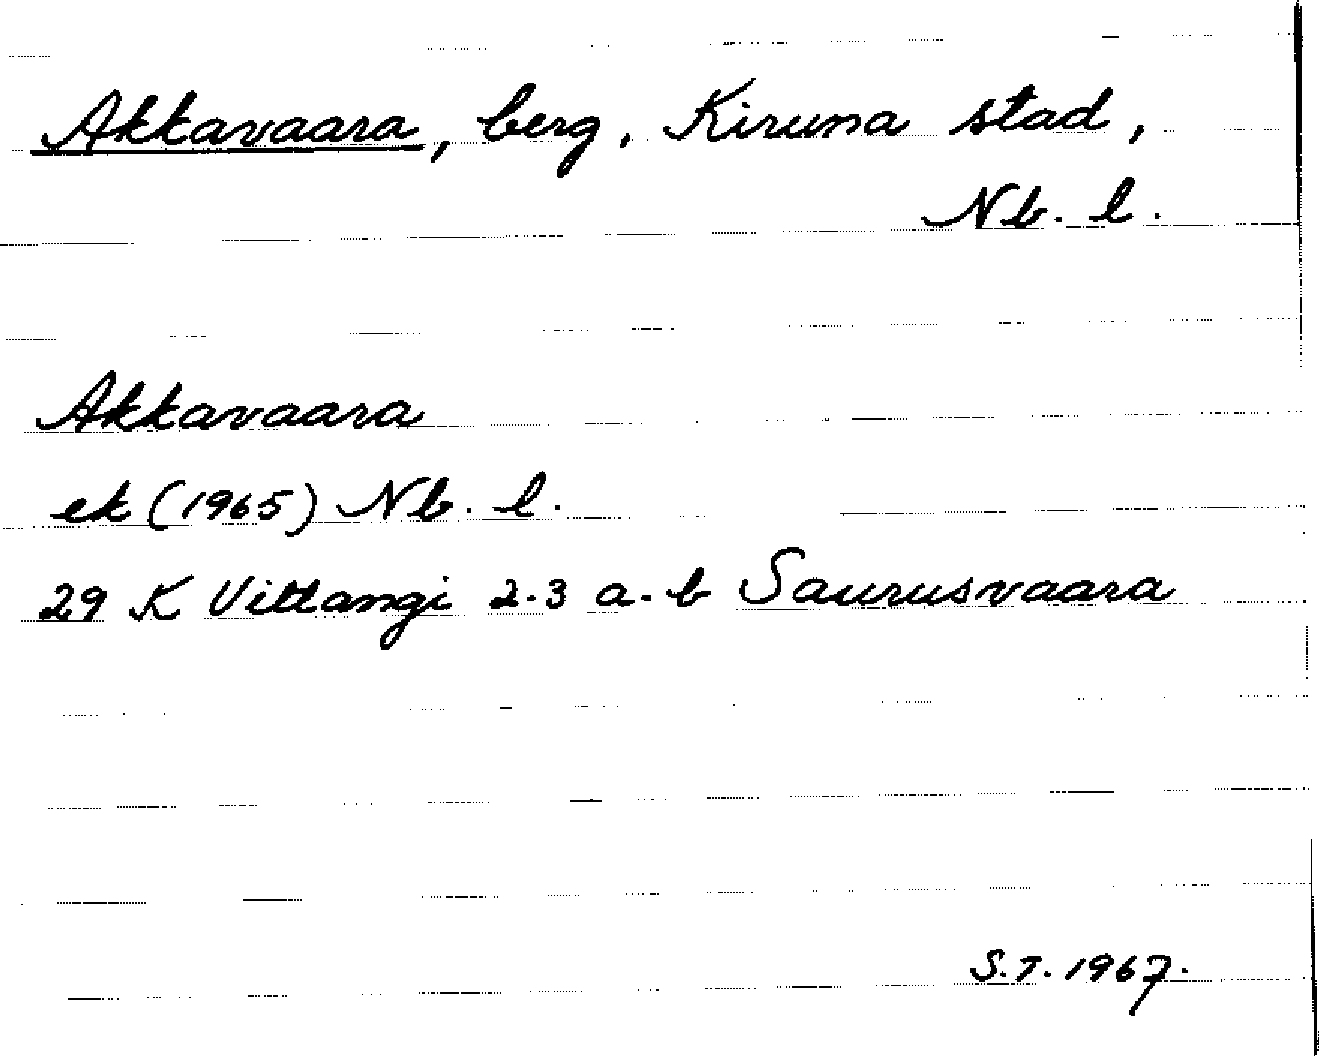 Akkavaara, berg, Kiruna stad,
Nb. l.
Akkavaara
ek (1965) Nb. l.
29 K Vittangi 2-3 a-b Saurusvaara
S.T. 1967.